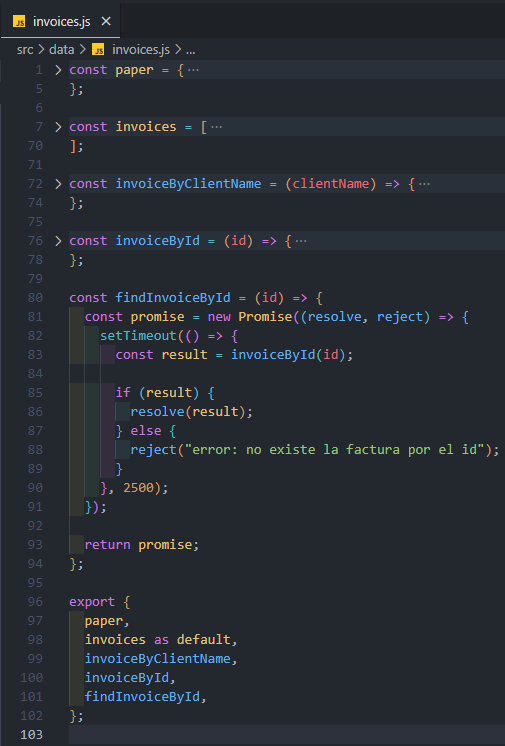 JS invoices.js ×
src > data > JS invoices.js > ...
1 > const paper = { ···
5 };
6
7 > const invoices = [ ···
70 ];
71
72 > const invoiceByClientName = (clientName) => { ···
74 };
75
76 > const invoiceById = (id) => { ···
78 };
79
80 const findInvoiceById = (id) => {
81   const promise = new Promise((resolve, reject) => {
82     setTimeout(() => {
83       const result = invoiceById(id);
84
85       if (result) {
86         resolve(result);
87       } else {
88         reject("error: no existe la factura por el id");
89       }
90     }, 2500);
91   });
92
93   return promise;
94 };
95
96 export {
97   paper,
98   invoices as default,
99   invoiceByClientName,
100   invoiceById,
101   findInvoiceById,
102 };
103